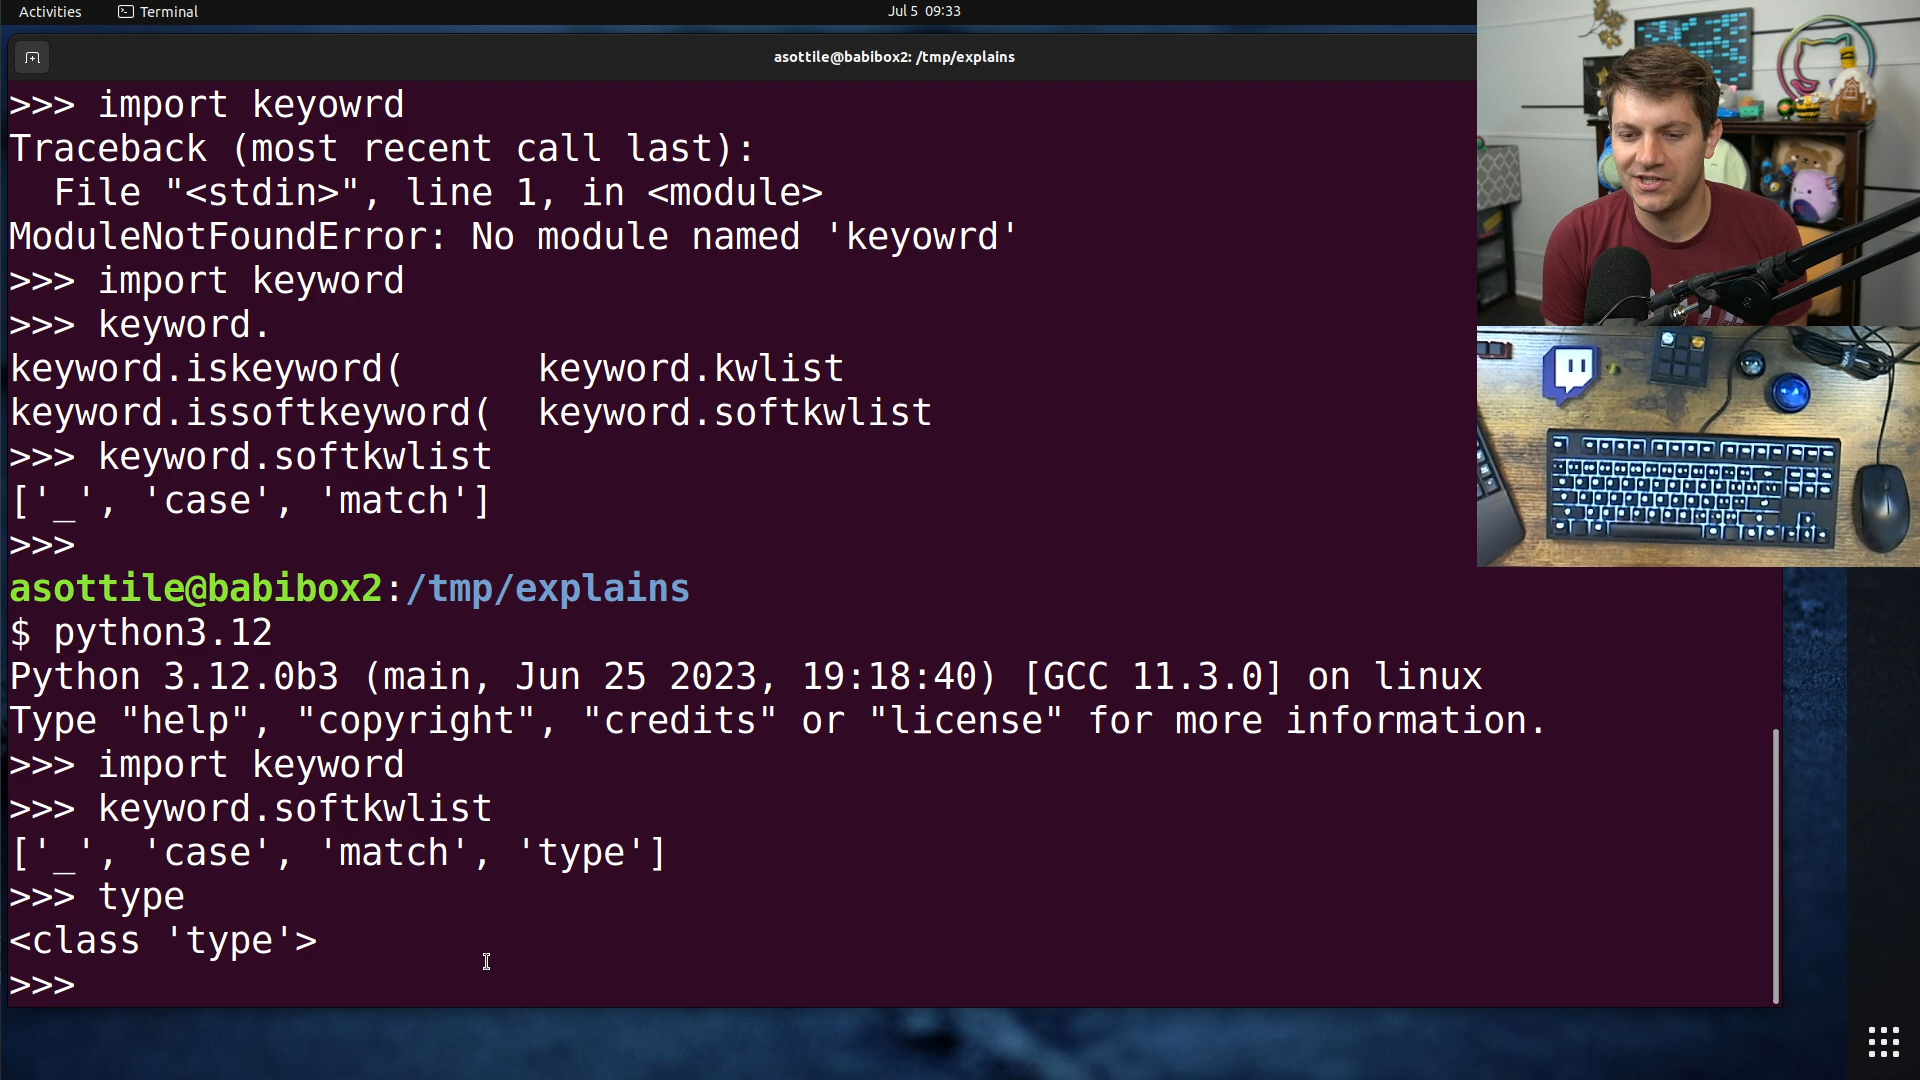 Activities
Terminal
Jul 5 09:33
asottile@babibox2: /tmp/explains
>>> import keyowrd
Traceback (most recent call last):
  File "<stdin>", line 1, in <module>
ModuleNotFoundError: No module named 'keyowrd'
>>> import keyword
>>> keyword.
keyword.iskeyword(      keyword.kwlist
keyword.issoftkeyword(  keyword.softkwlist
>>> keyword.softkwlist
['_', 'case', 'match']
>>>
asottile@babibox2:/tmp/explains
$ python3.12
Python 3.12.0b3 (main, Jun 25 2023, 19:18:40) [GCC 11.3.0] on linux
Type "help", "copyright", "credits" or "license" for more information.
>>> import keyword
>>> keyword.softkwlist
['_', 'case', 'match', 'type']
>>> type
<class 'type'>
>>>